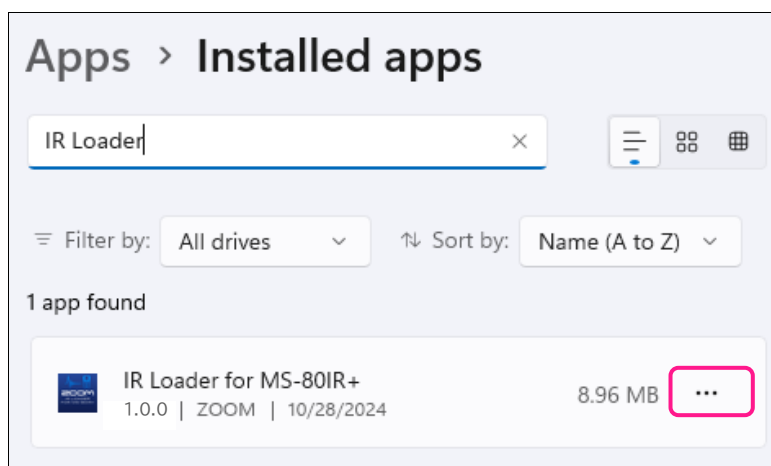 Apps > Installed apps
IR Loader
Filter by: All drives Sort by: Name (A to Z)
1 app found
ZOOM
IR Loader for MS-80IR+
1.0.0 | ZOOM | 10/28/2024
8.96 MB